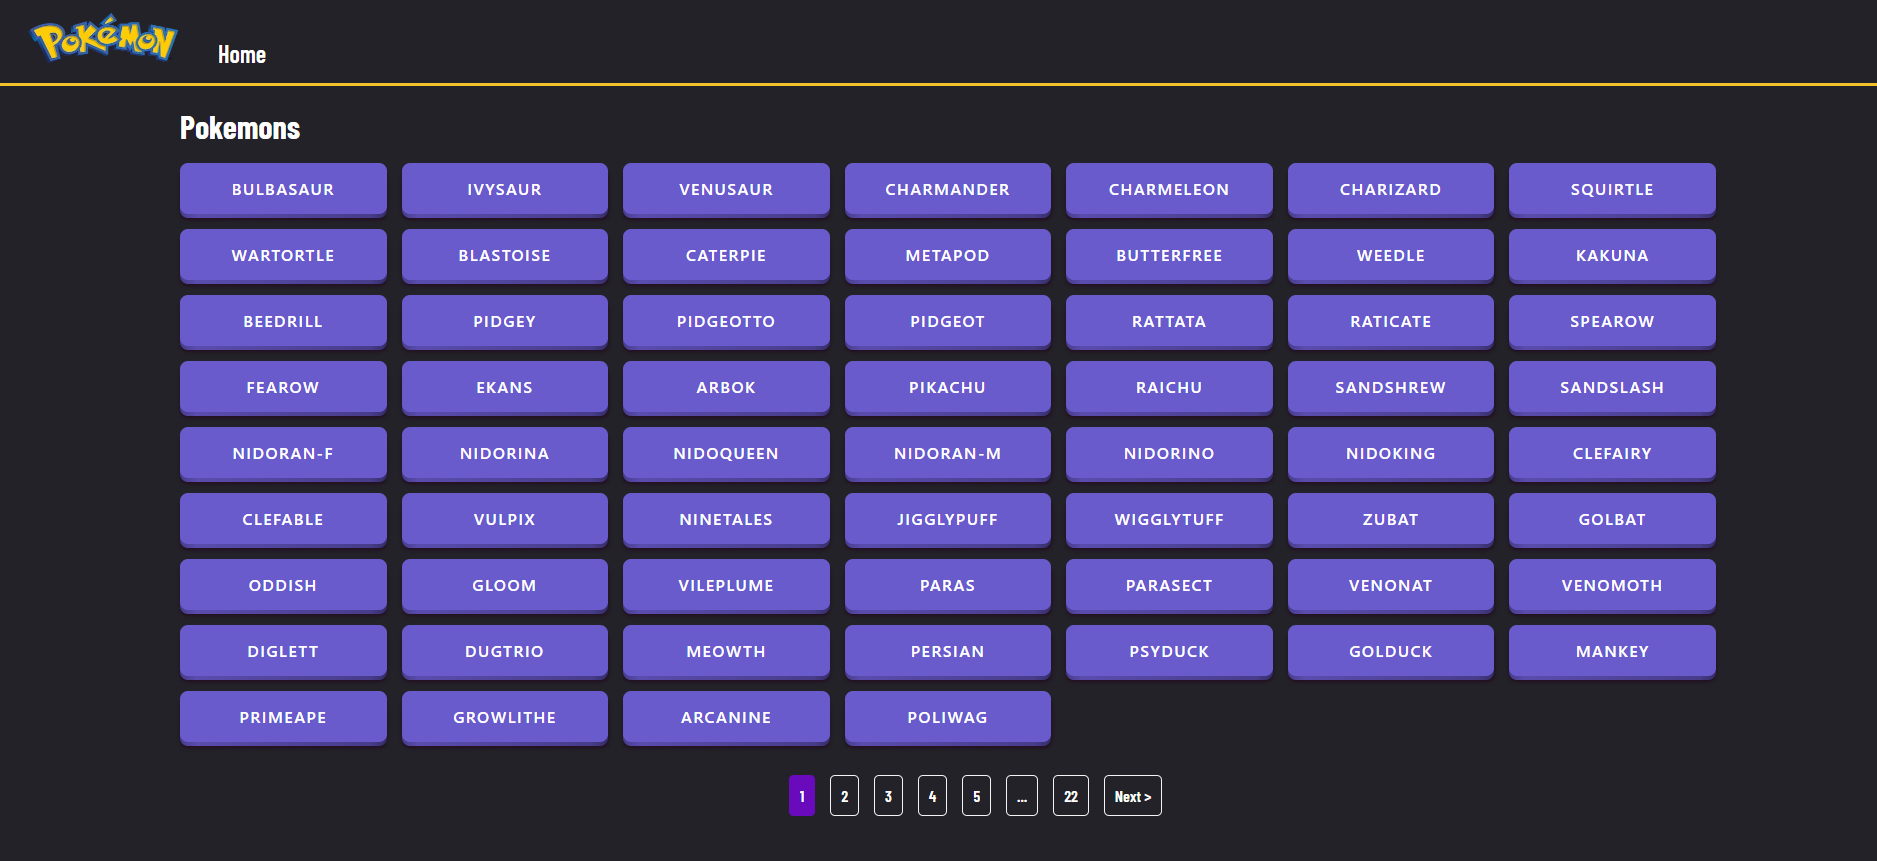 Pokémon
Home
Pokemons
BULBASAUR IVYSAUR VENUSAUR CHARMANDER CHARMELEON CHARIZARD SQUIRTLE
WARTORTLE BLASTOISE CATERPIE METAPOD BUTTERFREE WEEDLE KAKUNA
BEEDRILL PIDGEY PIDGEOTTO PIDGEOT RATTATA RATICATE SPEAROW
FEAROW EKANS ARBOK PIKACHU RAICHU SANDSHREW SANDSLASH
NIDORAN-F NIDORINA NIDOQUEEN NIDORAN-M NIDORINO NIDOKING CLEFAIRY
CLEFABLE VULPIX NINETALES JIGGLYPUFF WIGGLYTUFF ZUBAT GOLBAT
ODDISH GLOOM VILEPLUME PARAS PARASECT VENONAT VENOMOTH
DIGLETT DUGTRIO MEOWTH PERSIAN PSYDUCK GOLDUCK MANKEY
PRIMEAPE GROWLITHE ARCANINE POLIWAG
1 2 3 4 5 ... 22 Next >